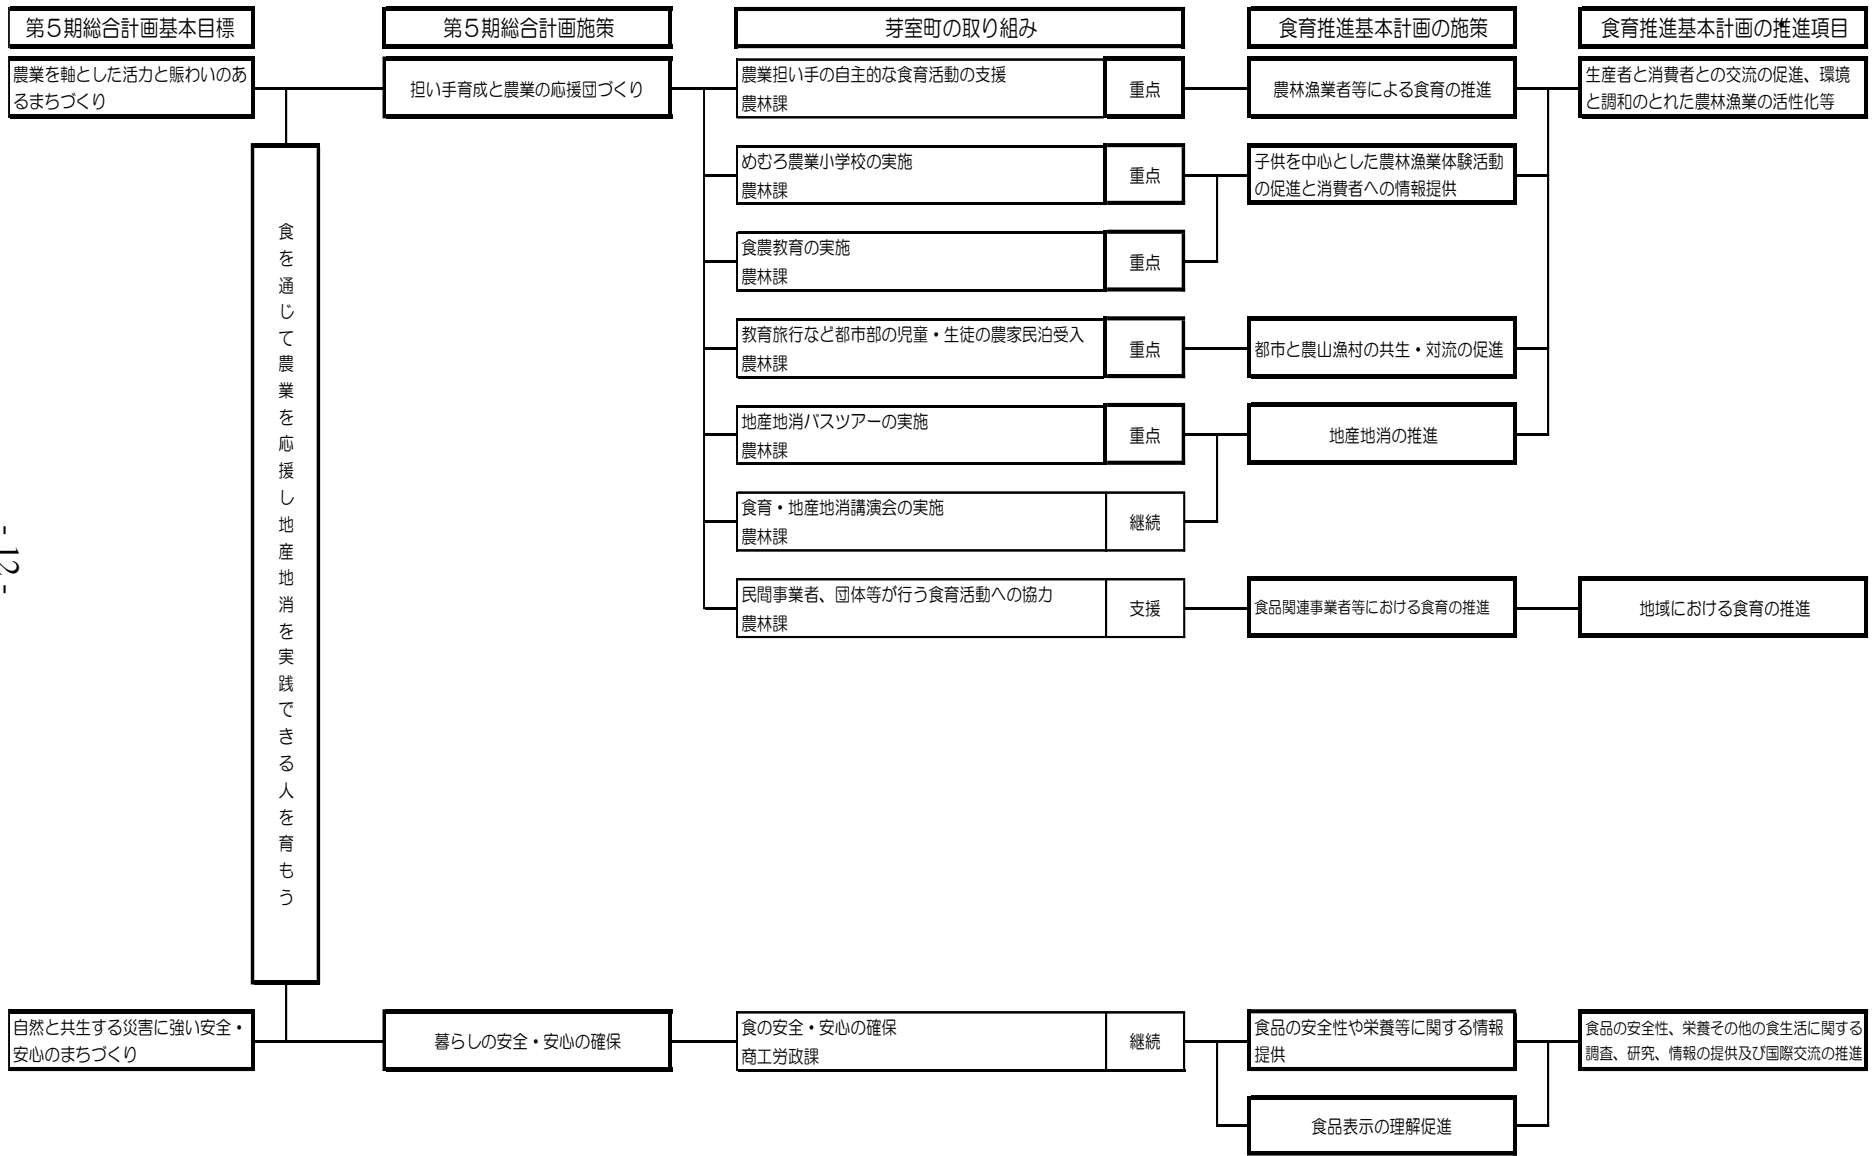 第5期総合計画基本目標
第5期総合計画施策
芽室町の取り組み
食育推進基本計画の施策
食育推進基本計画の推進項目
農業を軸とした活力と賑わいのあ
るまちづくり
担い手育成と農業の応援団づくり
農業担い手の自主的な食育活動の支援
農林課
重点
農林漁業者等による食育の推進
生産者と消費者との交流の促進、環境
と調和のとれた農林漁業の活性化等
めむろ農業小学校の実施
農林課
重点
子供を中心とした農林漁業体験活動
の促進と消費者への情報提供
食農教育の実施
農林課
重点
教育旅行など都市部の児童・生徒の農家民泊受入
農林課
重点
都市と農山漁村の共生・対流の促進
地産地消バスツアーの実施
農林課
重点
地産地消の推進
食育・地産地消講演会の実施
農林課
継続
民間事業者、団体等が行う食育活動への協力
農林課
支援
食品関連事業者等における食育の推進
地域における食育の推進
食を通じて農業を応援し地産地消を実践できる人を育もう
自然と共生する災害に強い安全・
安心のまちづくり
暮らしの安全・安心の確保
食の安全・安心の確保
商工労政課
継続
食品の安全性や栄養等に関する情報
提供
食品の安全性、栄養その他の食生活に関する
調査、研究、情報の提供及び国際交流の推進
食品表示の理解促進
- 12 -